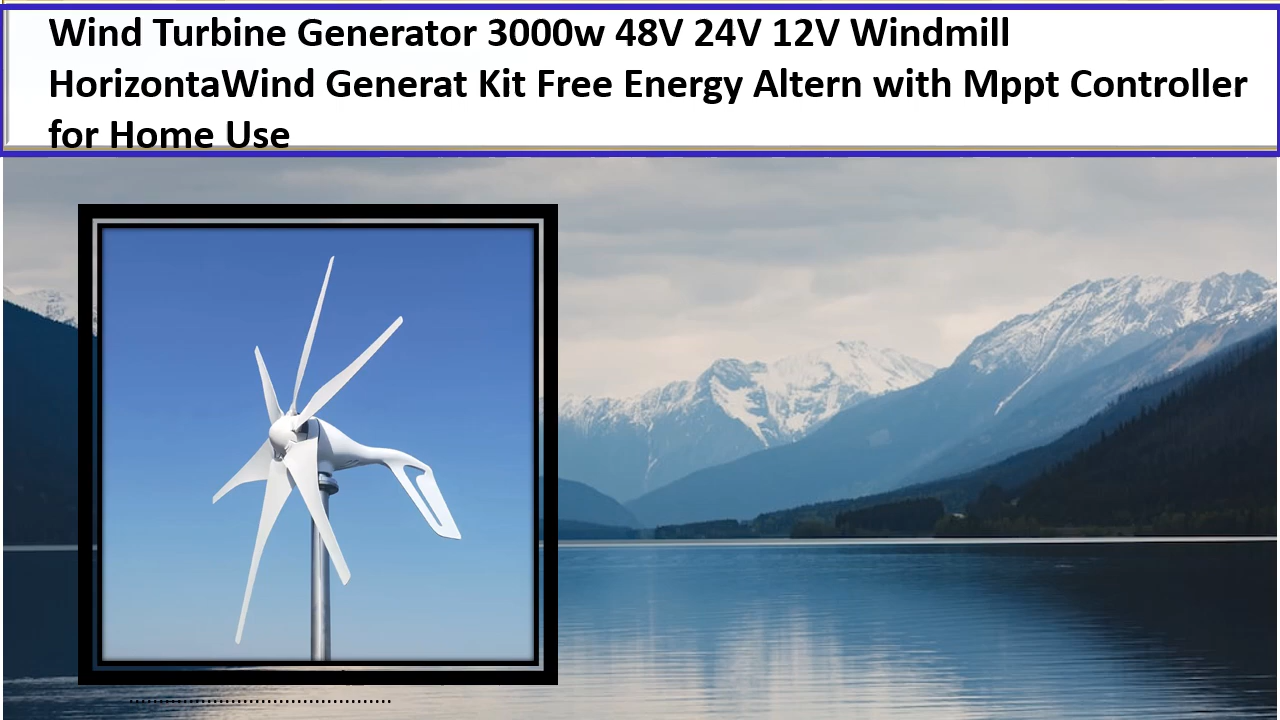 Wind Turbine Generator 3000w 48V 24V 12V Windmill
HorizontaWind Generat Kit Free Energy Altern with Mppt Controller
for Home Use